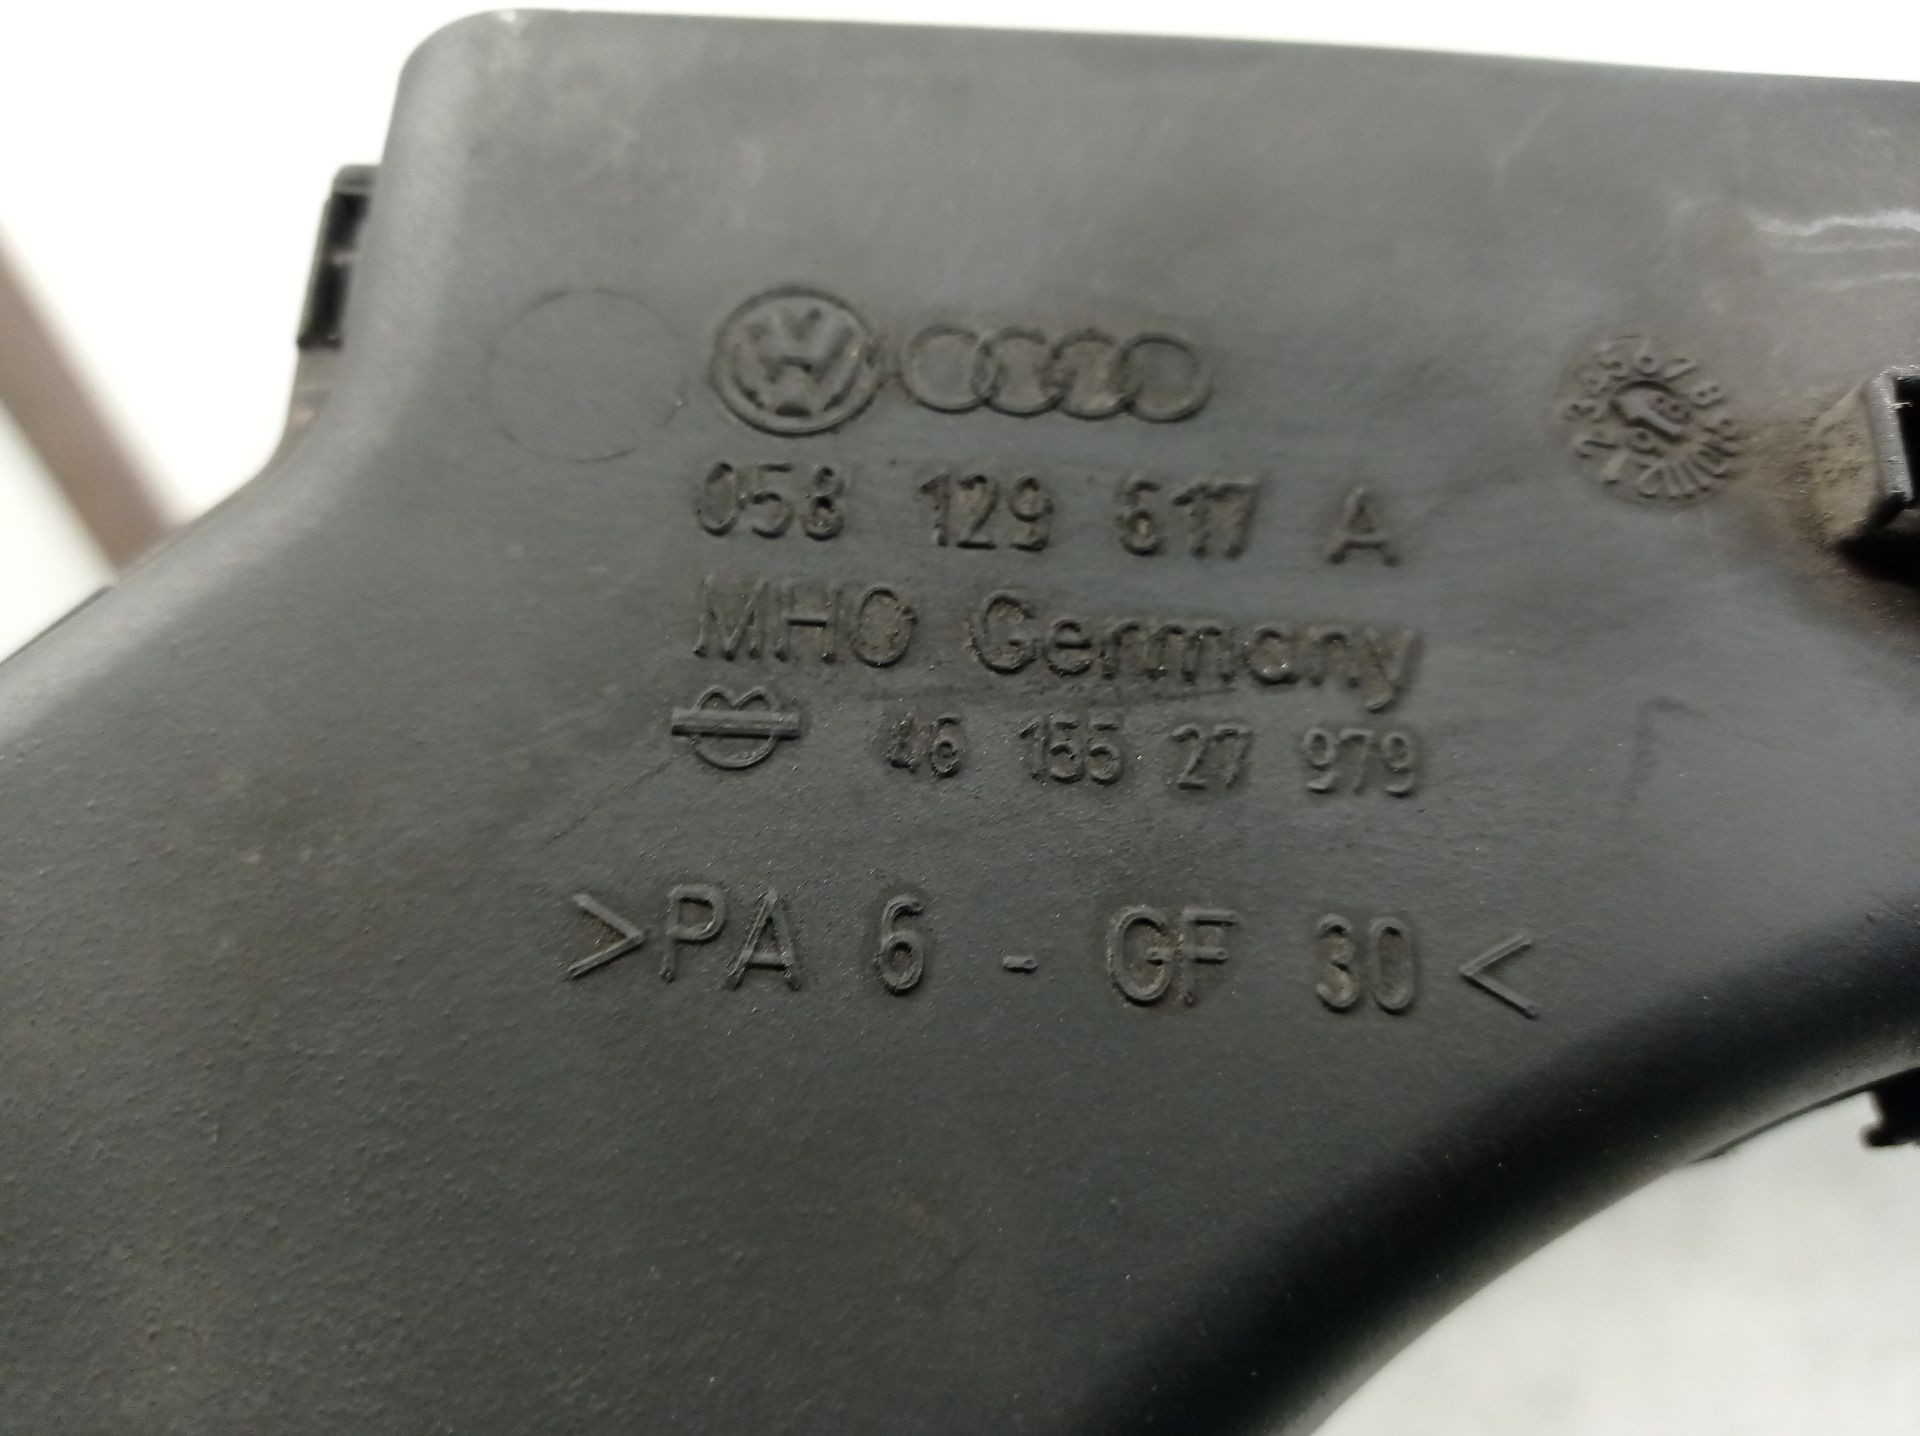 058 129 617 A
MHO Germany
46 155 27 979
>PA 6 - GF 30<